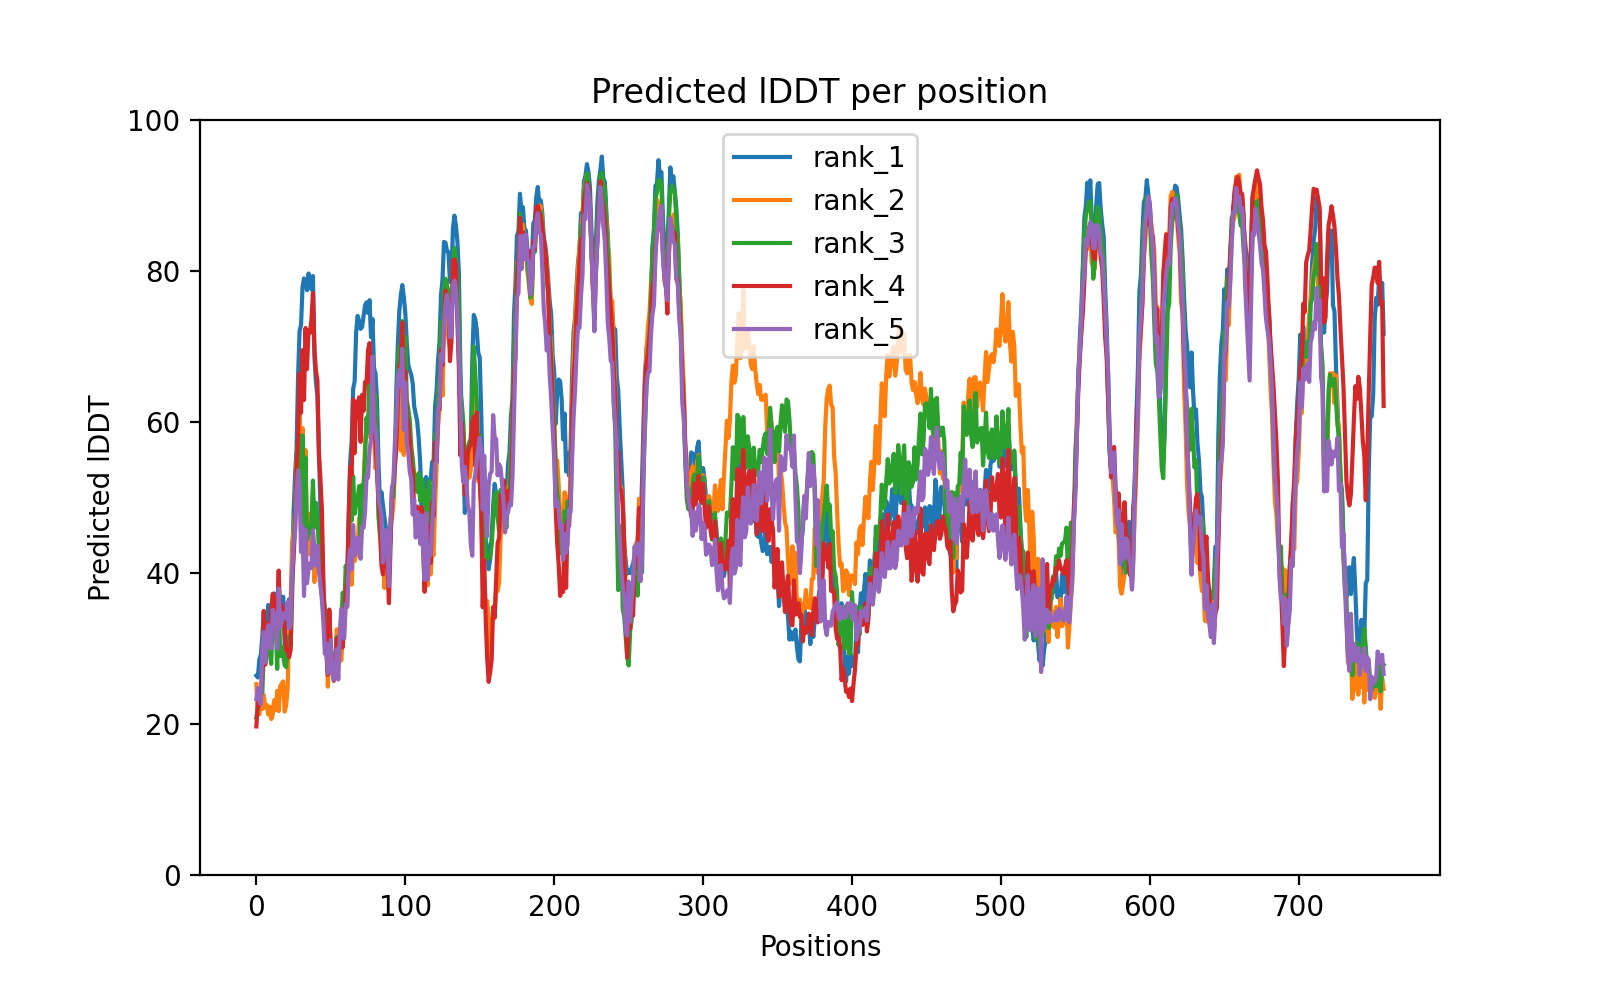 Predicted lDDT per position
100
80
60
40
20
0
Predicted lDDT
rank_1
rank_2
rank_3
rank_4
rank_5
0 100 200 300 400 500 600 700
Positions